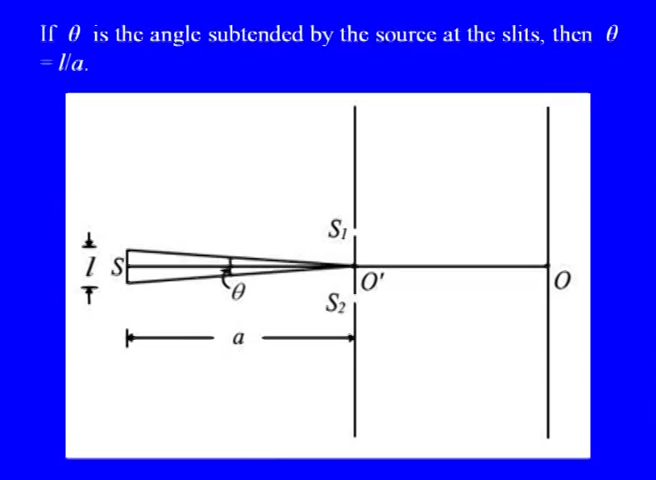 If θ is the angle subtended by the source at the slits, then θ
= l/a.
S₁
l S
O' O
θ
S₂
a